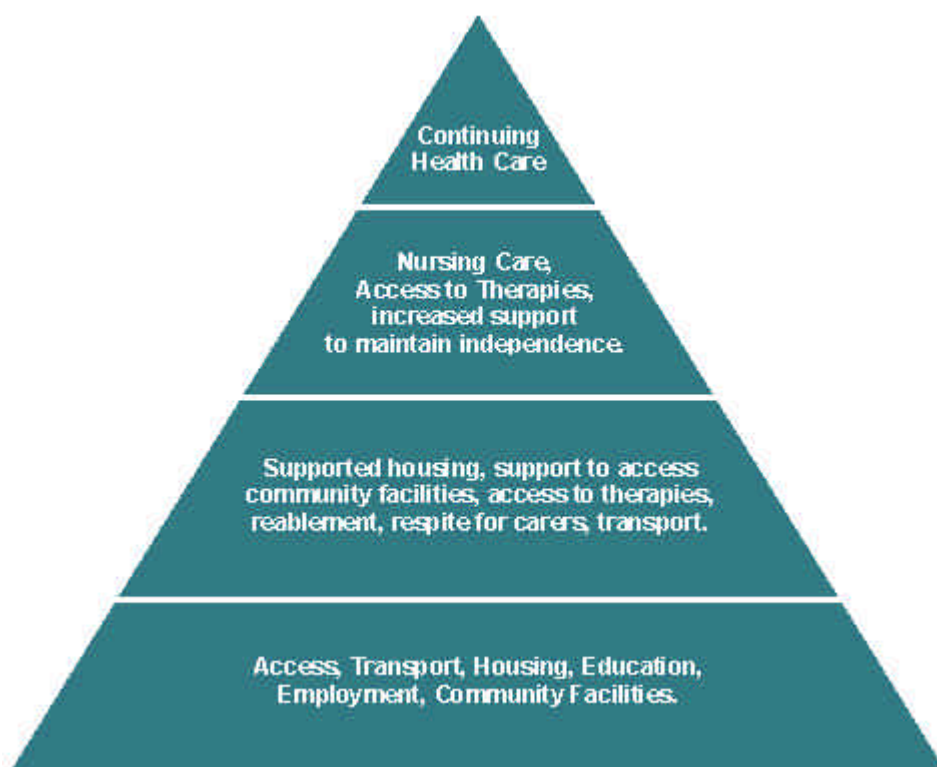 Continuing
Health Care
Nursing Care,
Access to Therapies,
increased support
to maintain independence.
Supported housing, support to access
community facilities, access to therapies,
reablement, respite for carers, transport.
Access, Transport, Housing, Education,
Employment, Community Facilities.